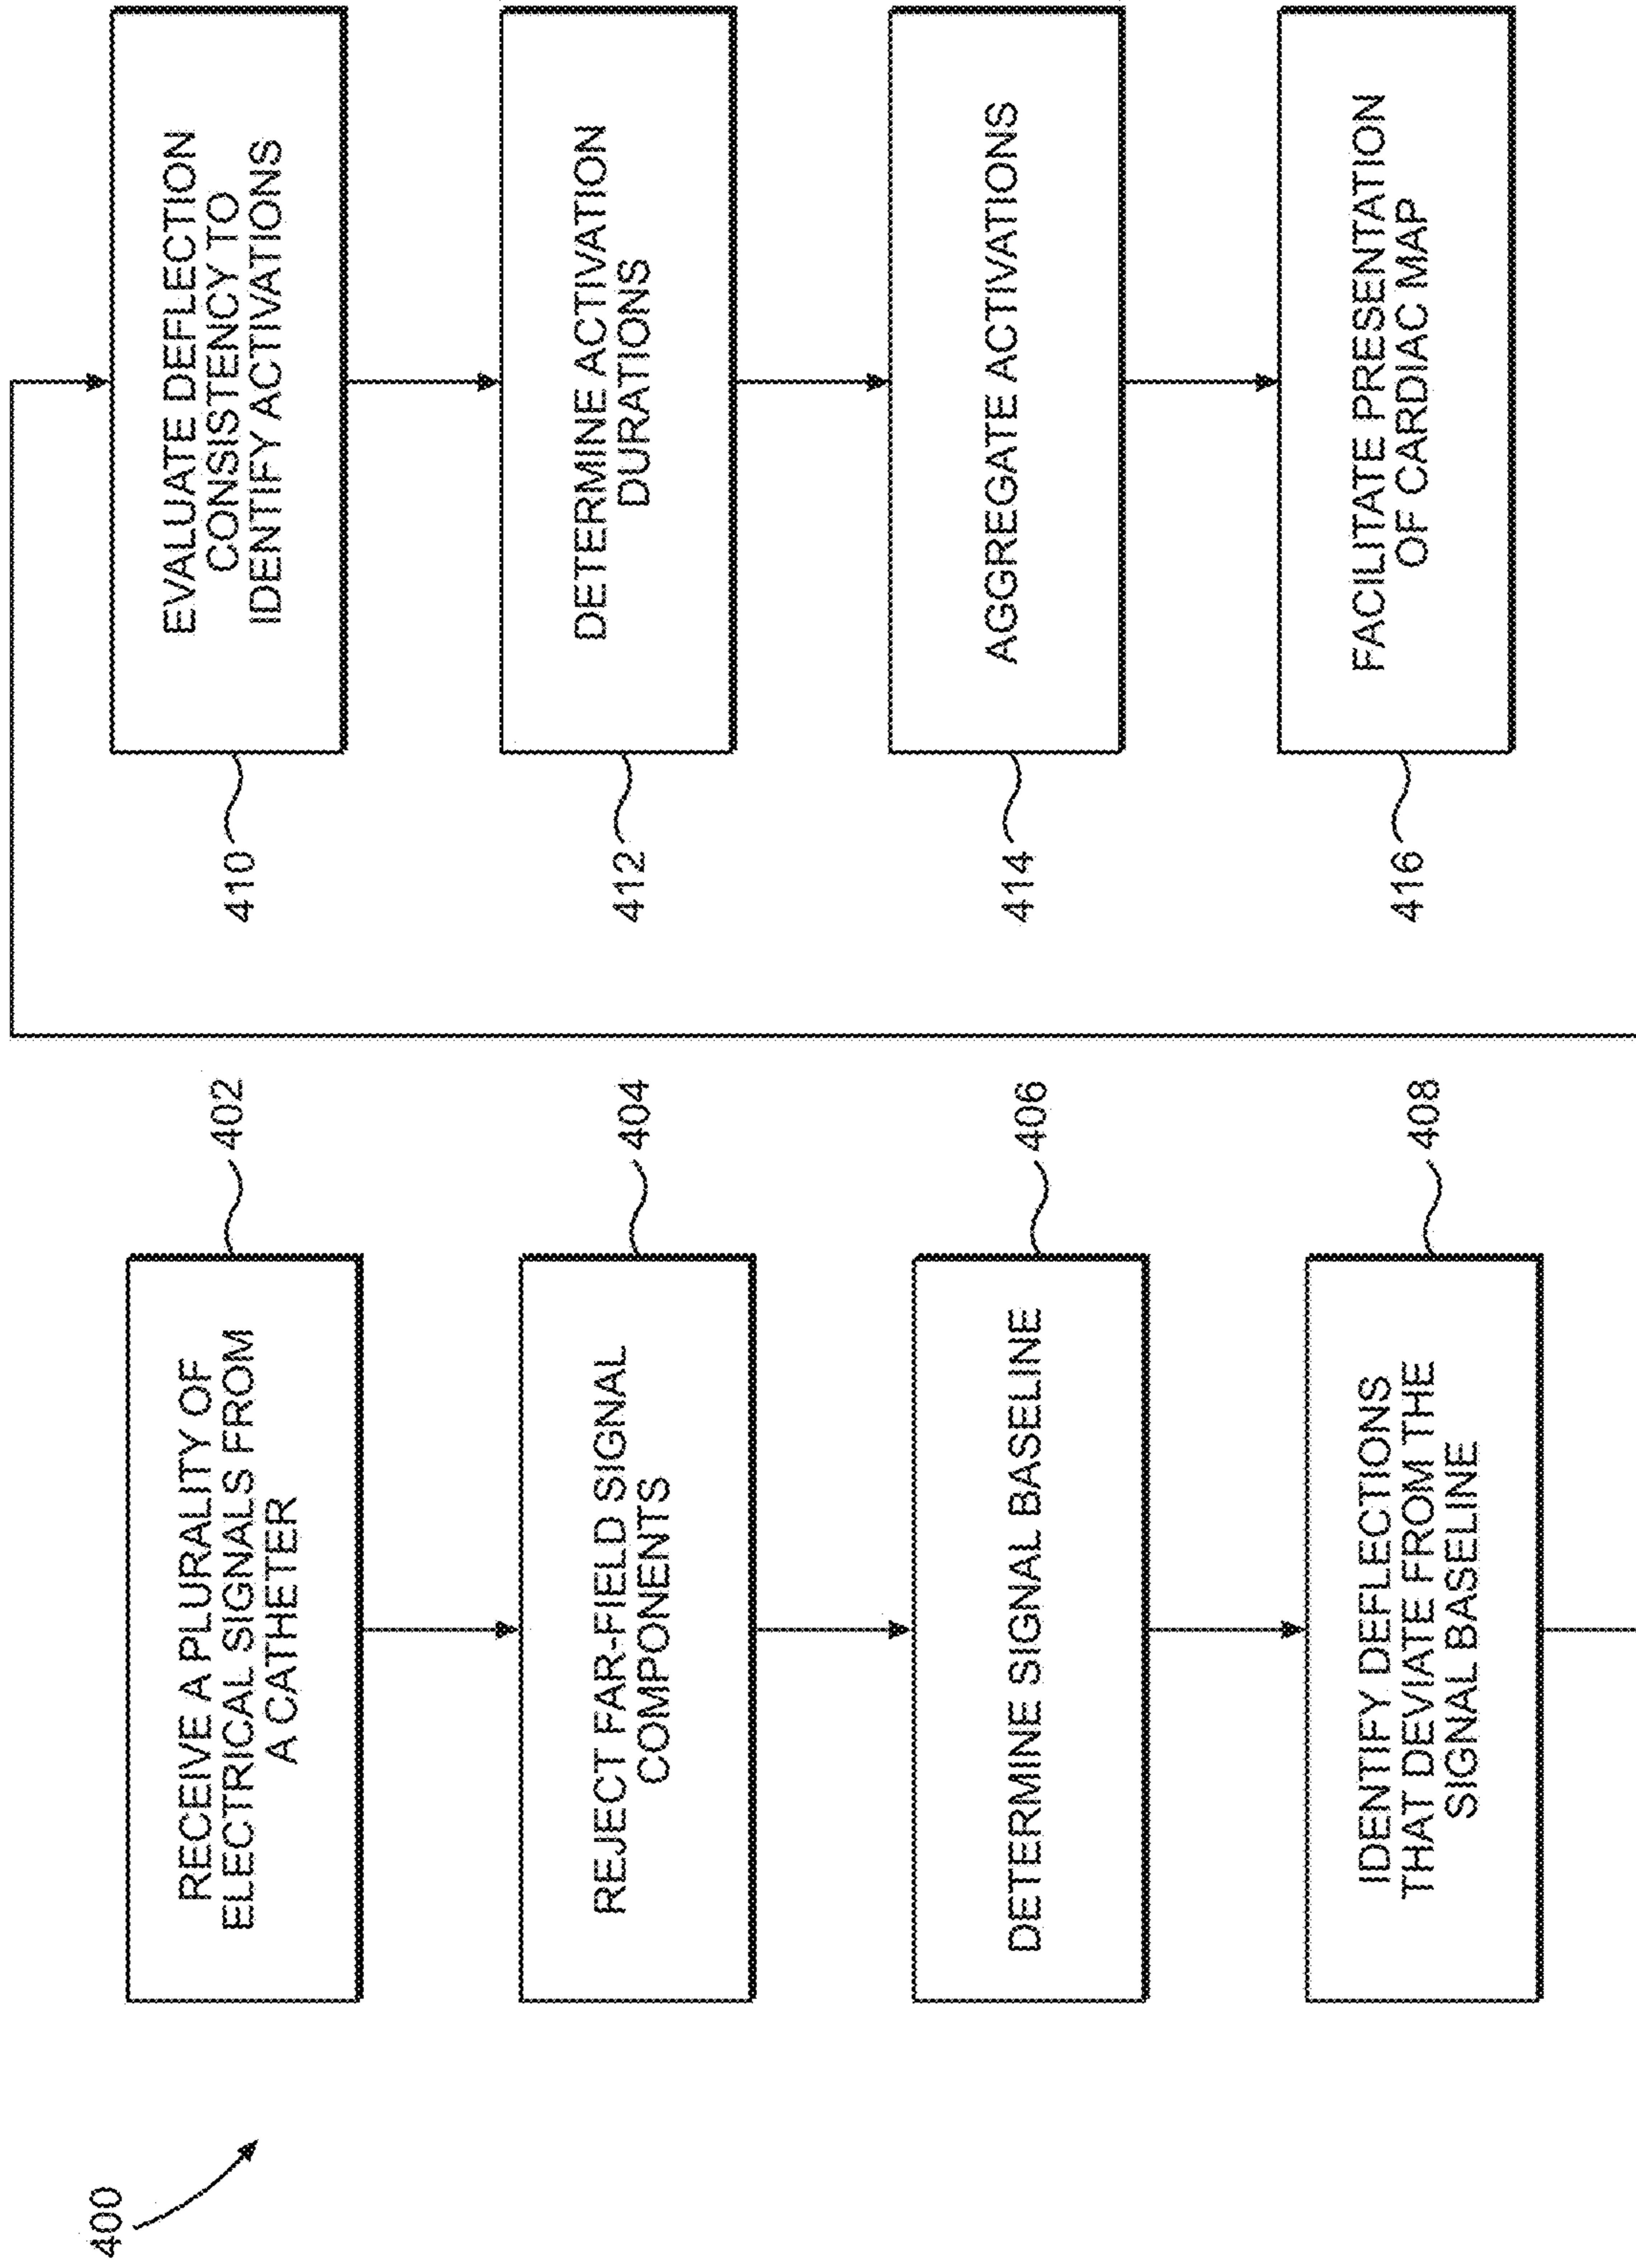 400
RECEIVE A PLURALITY OF
ELECTRICAL SIGNALS FROM
A CATHETER
402
REJECT FAR-FIELD SIGNAL
COMPONENTS
404
DETERMINE SIGNAL BASELINE
406
IDENTIFY DEFLECTIONS
THAT DEVIATE FROM THE
SIGNAL BASELINE
408
410
EVALUATE DEFLECTION
CONSISTENCY TO
IDENTIFY ACTIVATIONS
412
DETERMINE ACTIVATION
DURATIONS
414
AGGREGATE ACTIVATIONS
416
FACILITATE PRESENTATION
OF CARDIAC MAP